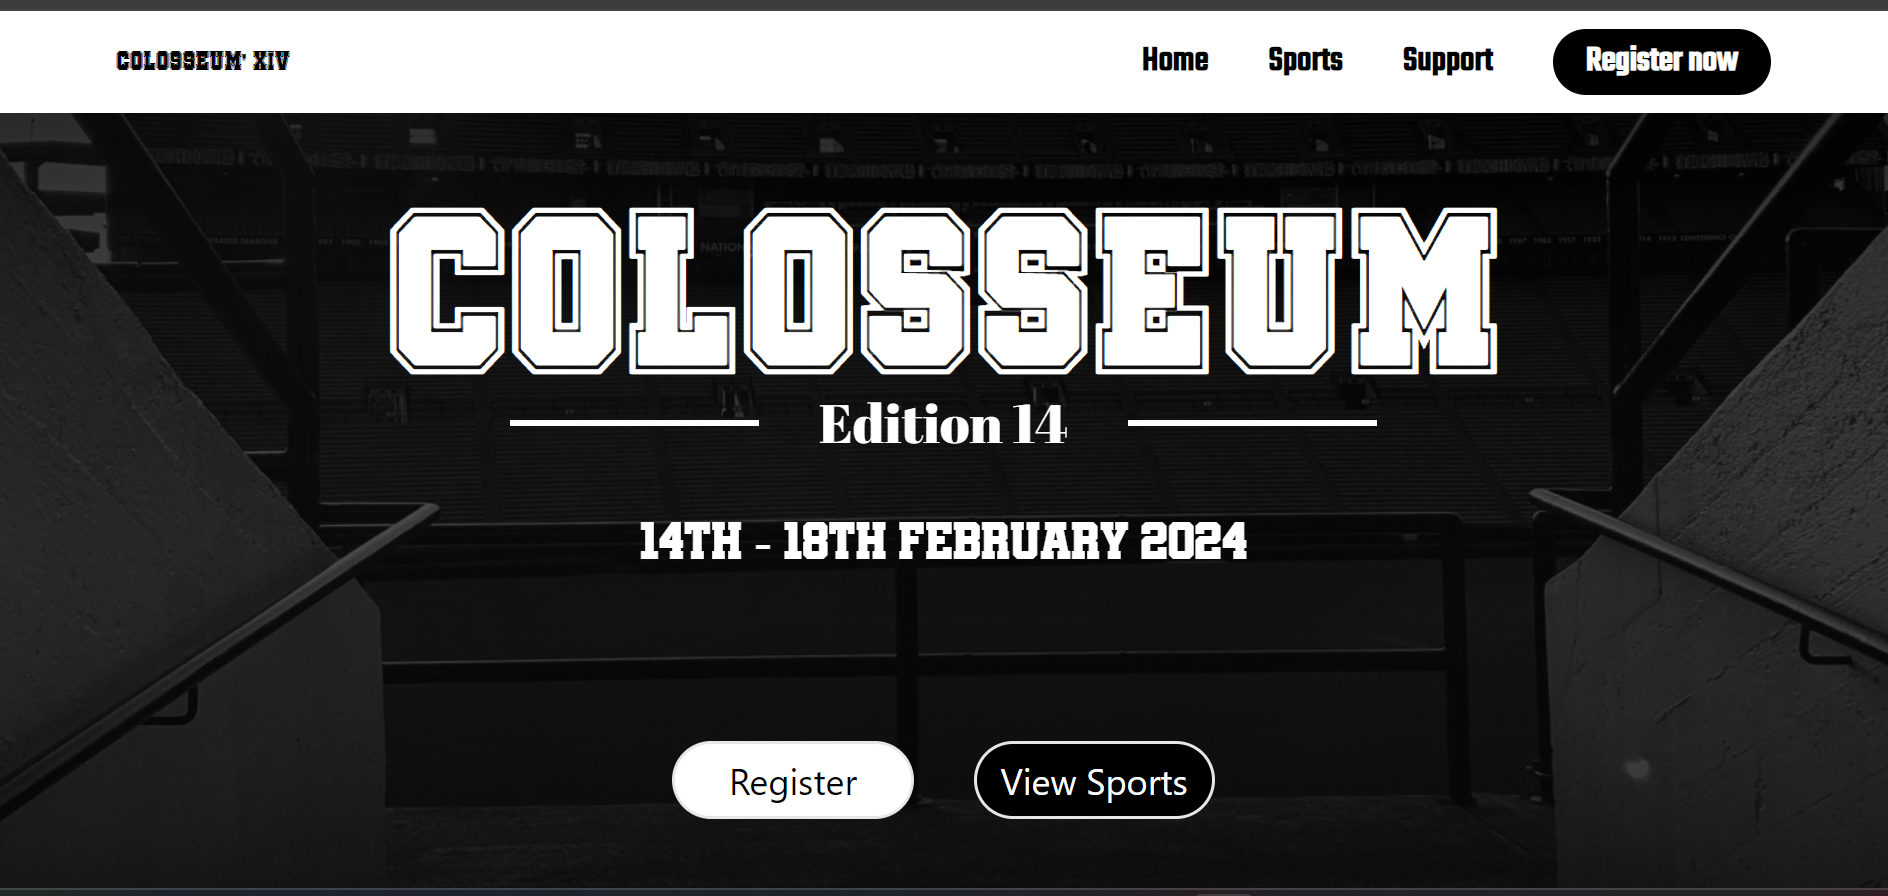 COLOSSEUM' XIV
Home Sports Support Register now
COLOSSEUM
Edition 14
14TH - 18TH FEBRUARY 2024
Register View Sports